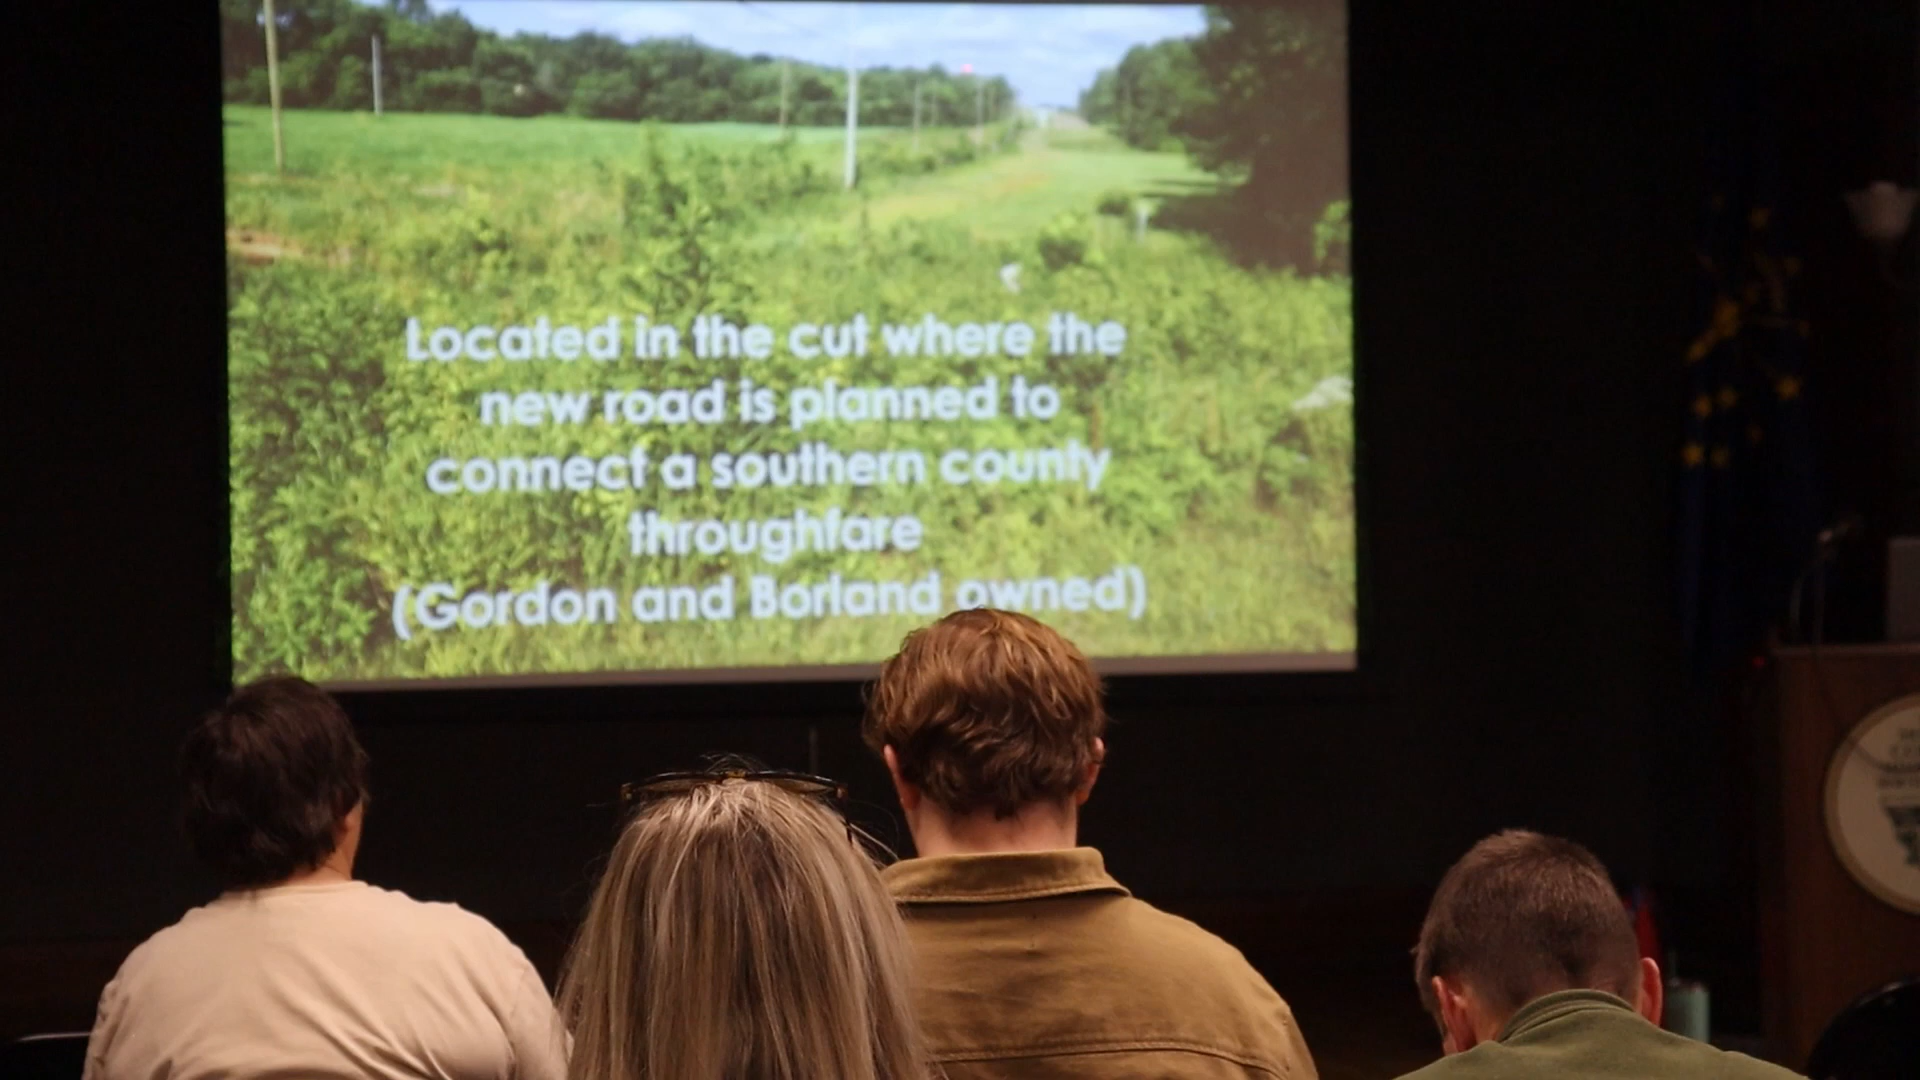 Located in the cut where the
new road is planned to
connect a southern county
throughfare
(Gordon and Borland owned)